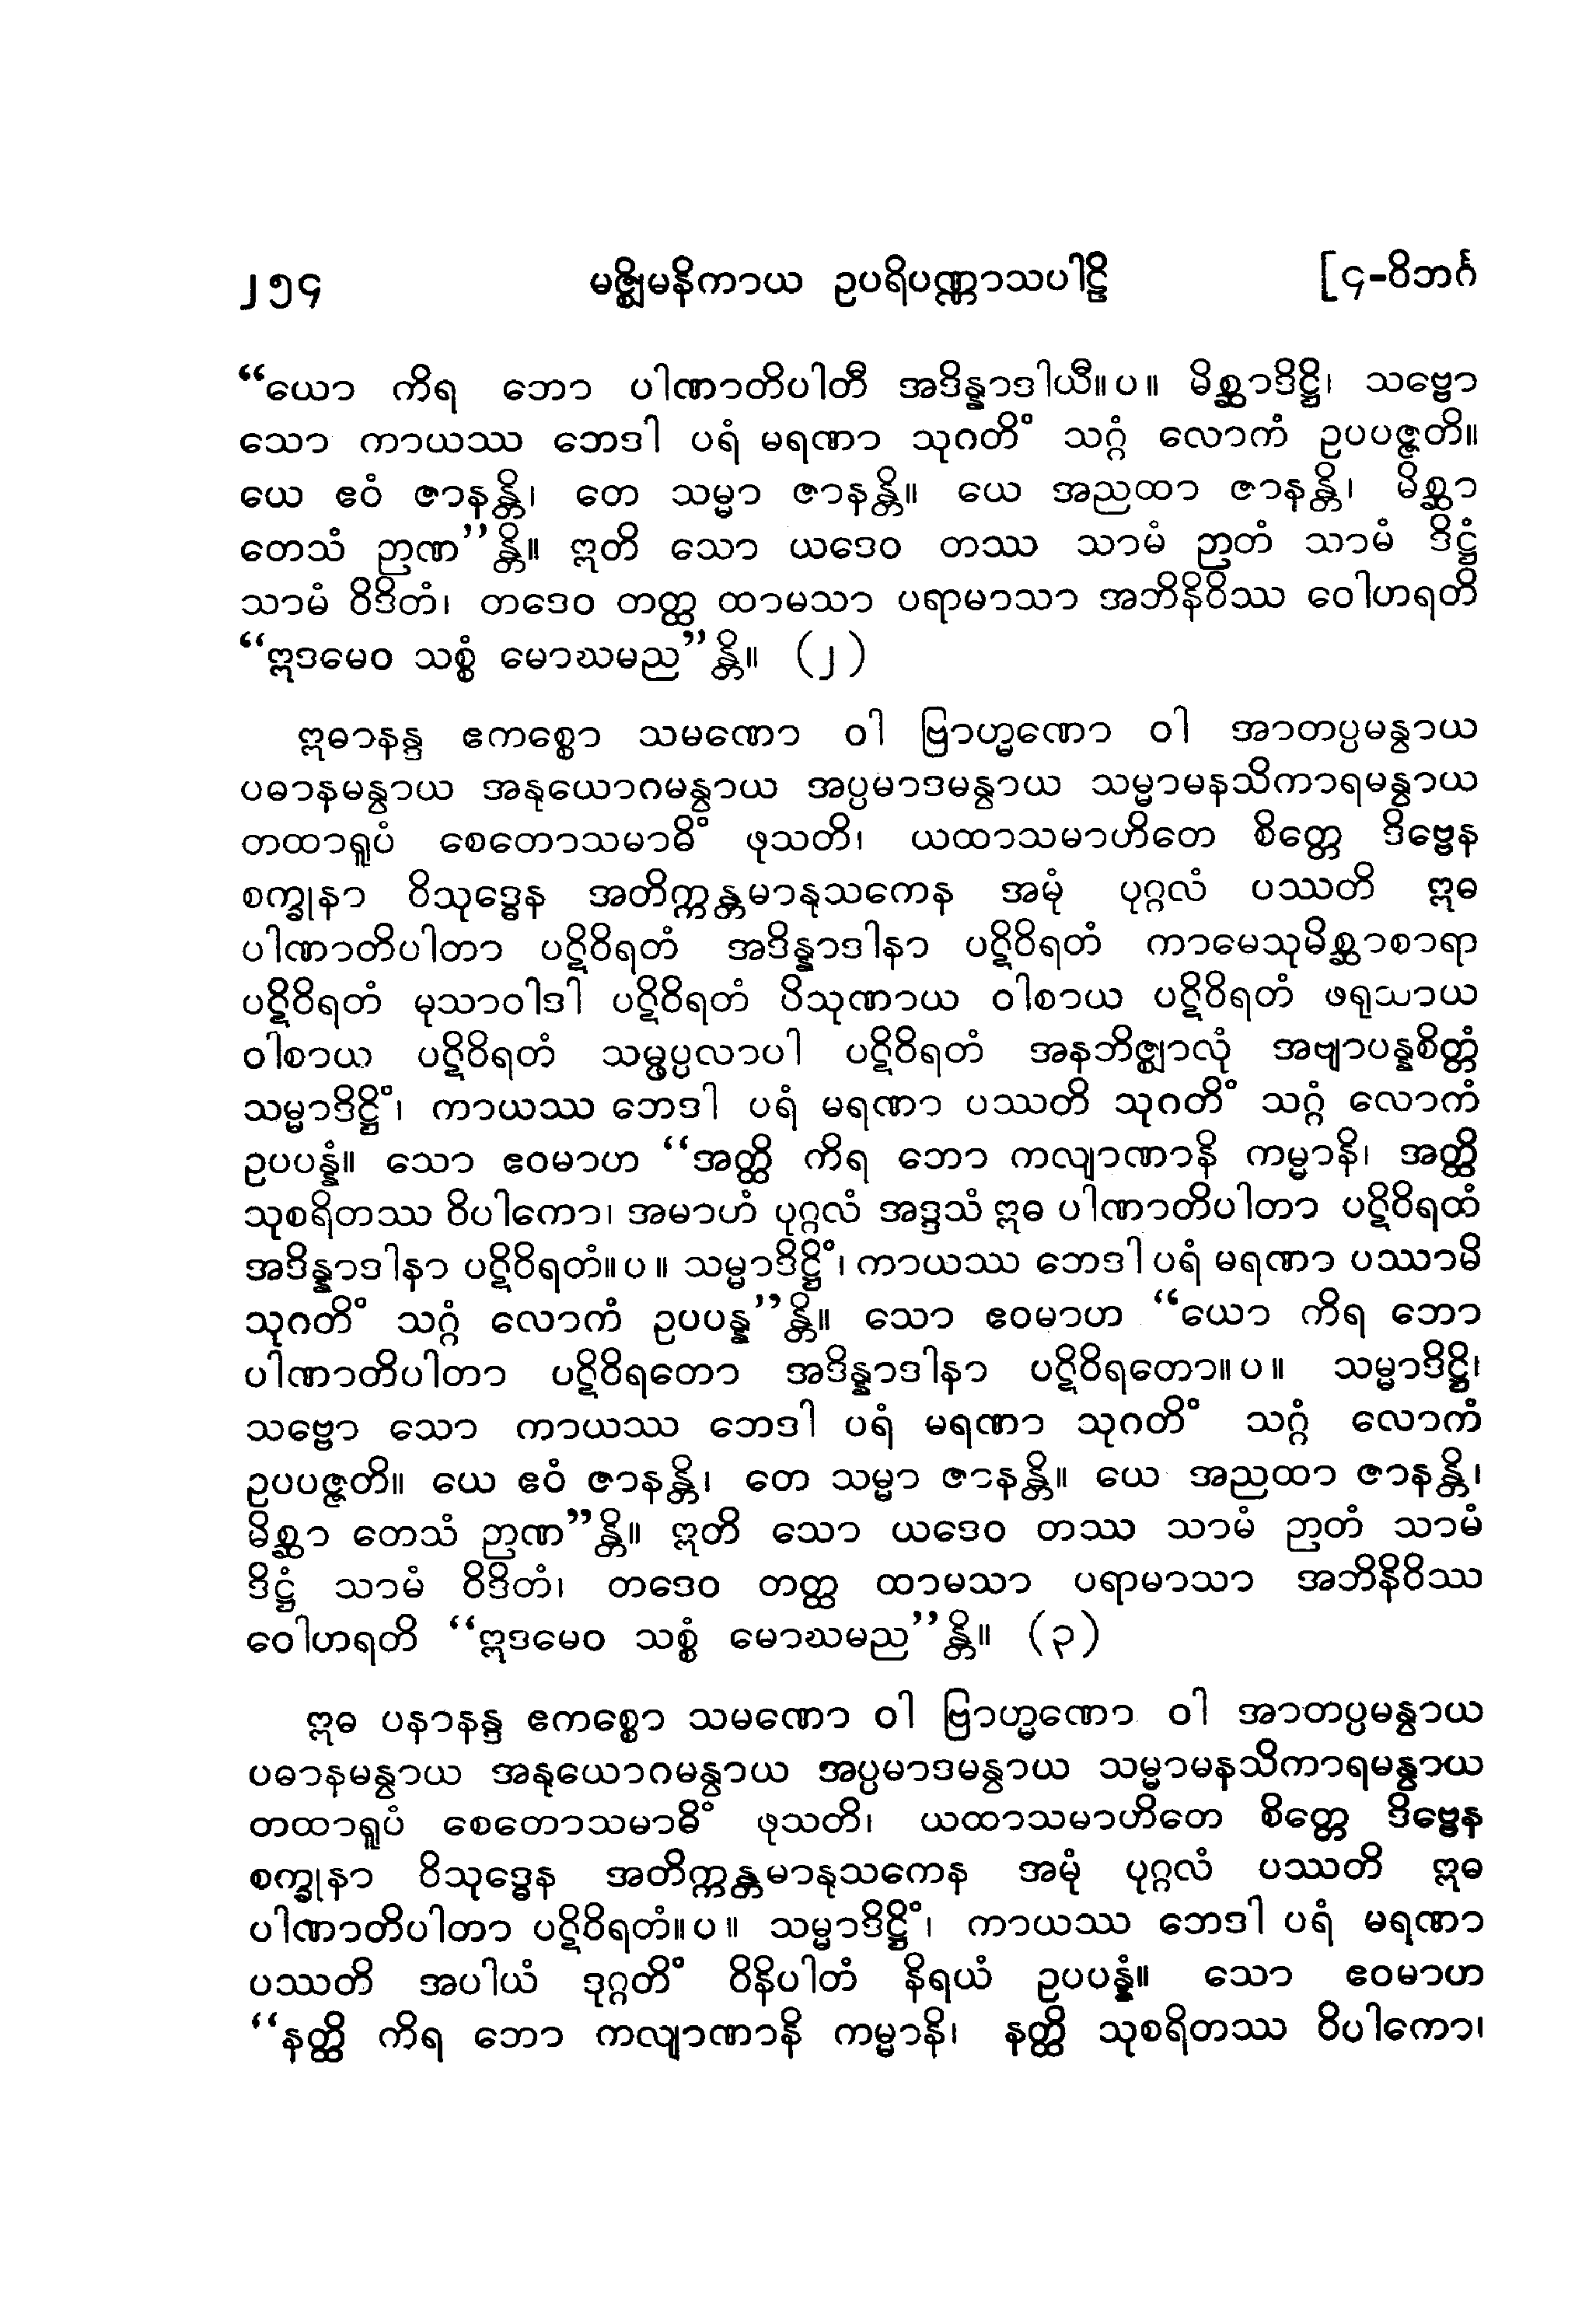 ၂၅၄ မဇ္ဈိမနိကာယ ဥပရိပဏ္ဏာသပါဠိ [၄-ဝိဘင်္ဂ
“ယော ကိရ ဘော ပါဏာတိပါတီ အဒိန္နာဒါယီ။ပ။ မိစ္ဆာဒိဋ္ဌိ၊ သဗ္ဗော
သော ကာယဿ ဘေဒါ ပရံ မရဏာ သုဂတိံ သဂ္ဂံ လောကံ ဥပပဇ္ဇတိ။
ယေ ဧဝံ ဇာနန္တိ၊ တေ သမ္မာ ဇာနန္တိ။ ယေ အညထာ ဇာနန္တိ၊ မိစ္ဆာ
တေသံ ဉာဏ”န္တိ။ ဣတိ သော ယဒေဝ တဿ သာမံ ဉာတံ သာမံ ဒိဋ္ဌံ
သာမံ ဝိဒိတံ၊ တဒေဝ တတ္ထ ထာမသာ ပရာမာသာ အဘိနိဝိဿ ဝေါဟရတိ
“ဣဒမေဝ သစ္စံ မောဃမည”န္တိ။ (၂)
ဣဓာနန္ဒ ဧကစ္စော သမဏော ဝါ ဗြာဟ္မဏော ဝါ အာတပ္ပမန္ဝာယ
ပဓာနမန္ဝာယ အနုယောဂမန္ဝာယ အပ္ပမာဒမန္ဝာယ သမ္မာမနသိကာရမန္ဝာယ
တထာရူပံ စေတောသမာဓိံ ဖုသတိ၊ ယထာသမာဟိတေ စိတ္တေ ဒိဗ္ဗေန
စက္ခုနာ ဝိသုဒ္ဓေန အတိက္ကန္တမာနုသကေန အမုံ ပုဂ္ဂလံ ပဿတိ ဣဓ
ပါဏာတိပါတာ ပဋိဝိရတံ အဒိန္နာဒါနာ ပဋိဝိရတံ ကာမေသုမိစ္ဆာစာရာ
ပဋိဝိရတံ မုသာဝါဒါ ပဋိဝိရတံ ပိသုဏာယ ဝါစာယ ပဋိဝိရတံ ဖရုသာယ
ဝါစာယ ပဋိဝိရတံ သမ္ဖပ္ပလာပါ ပဋိဝိရတံ အနဘိဇ္ဈာလုံ အဗျာပန္နစိတ္တံ
သမ္မာဒိဋ္ဌိံ၊ ကာယဿ ဘေဒါ ပရံ မရဏာ ပဿတိ သုဂတိံ သဂ္ဂံ လောကံ
ဥပပန္နံ။ သော ဧဝမာဟ “အတ္ထိ ကိရ ဘော ကလျာဏာနိ ကမ္မာနိ၊ အတ္ထိ
သုစရိတဿ ဝိပါကော၊ အမာဟံ ပုဂ္ဂလံ အဒ္ဒသံ ဣဓ ပါဏာတိပါတာ ပဋိဝိရတံ
အဒိန္နာဒါနာ ပဋိဝိရတံ။ပ။ သမ္မာဒိဋ္ဌိံ၊ ကာယဿ ဘေဒါ ပရံ မရဏာ ပဿာမိ
သုဂတိံ သဂ္ဂံ လောကံ ဥပပန္န”န္တိ။ သော ဧဝမာဟ “ယော ကိရ ဘော
ပါဏာတိပါတာ ပဋိဝိရတော အဒိန္နာဒါနာ ပဋိဝိရတော။ပ။ သမ္မာဒိဋ္ဌိ၊
သဗ္ဗော သော ကာယဿ ဘေဒါ ပရံ မရဏာ သုဂတိံ သဂ္ဂံ လောကံ
ဥပပဇ္ဇတိ။ ယေ ဧဝံ ဇာနန္တိ၊ တေ သမ္မာ ဇာနန္တိ။ ယေ အညထာ ဇာနန္တိ၊
မိစ္ဆာ တေသံ ဉာဏ”န္တိ။ ဣတိ သော ယဒေဝ တဿ သာမံ ဉာတံ သာမံ
ဒိဋ္ဌံ သာမံ ဝိဒိတံ၊ တဒေဝ တတ္ထ ထာမသာ ပရာမာသာ အဘိနိဝိဿ
ဝေါဟရတိ “ဣဒမေဝ သစ္စံ မောဃမည”န္တိ။ (၃)
ဣဓ ပနာနန္ဒ ဧကစ္စော သမဏော ဝါ ဗြာဟ္မဏော ဝါ အာတပ္ပမန္ဝာယ
ပဓာနမန္ဝာယ အနုယောဂမန္ဝာယ အပ္ပမာဒမန္ဝာယ သမ္မာမနသိကာရမန္ဝာယ
တထာရူပံ စေတောသမာဓိံ ဖုသတိ၊ ယထာသမာဟိတေ စိတ္တေ ဒိဗ္ဗေန
စက္ခုနာ ဝိသုဒ္ဓေန အတိက္ကန္တမာနုသကေန အမုံ ပုဂ္ဂလံ ပဿတိ ဣဓ
ပါဏာတိပါတာ ပဋိဝိရတံ။ပ။ သမ္မာဒိဋ္ဌိံ၊ ကာယဿ ဘေဒါ ပရံ မရဏာ
ပဿတိ အပါယံ ဒုဂ္ဂတိံ ဝိနိပါတံ နိရယံ ဥပပန္နံ။ သော ဧဝမာဟ
“နတ္ထိ ကိရ ဘော ကလျာဏာနိ ကမ္မာနိ၊ နတ္ထိ သုစရိတဿ ဝိပါကော၊